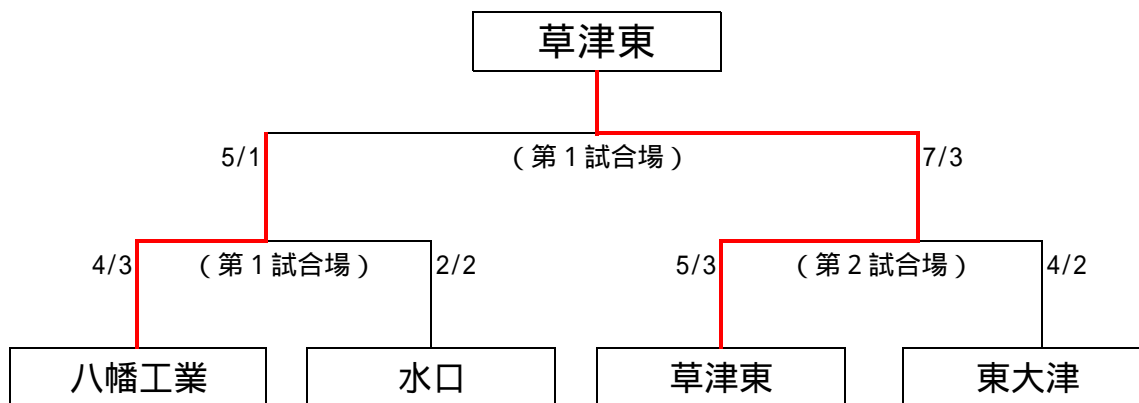 草津東
5/1
(第1試合場)
7/3
4/3
(第1試合場)
2/2
5/3
(第2試合場)
4/2
八幡工業
水口
草津東
東大津